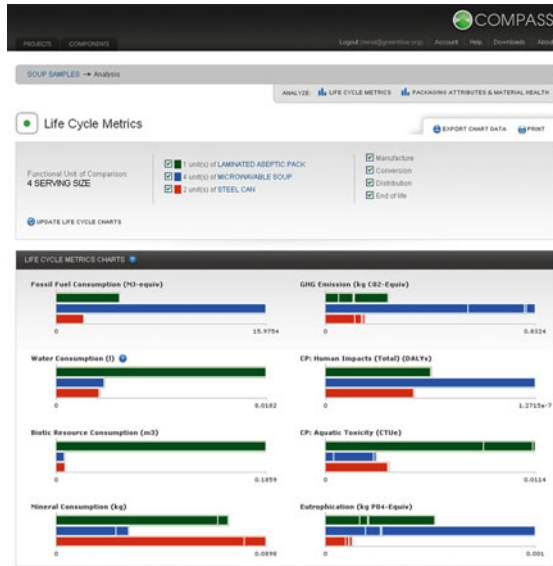 COMPASS
PROJECTS COMPONENTS
Logout (minal@greenblue.org) Account Help Downloads About
SOUP SAMPLES → Analysis
ANALYZE: LIFE CYCLE METRICS PACKAGING ATTRIBUTES & MATERIAL HEALTH
Life Cycle Metrics
EXPORT CHART DATA PRINT
Functional Unit of Comparison:
4 SERVING SIZE
1 unit(s) of LAMINATED ASEPTIC PACK
4 unit(s) of MICROWAVABLE SOUP
2 unit(s) of STEEL CAN
Manufacture
Conversion
Distribution
End of life
UPDATE LIFE CYCLE CHARTS
LIFE CYCLE METRICS CHARTS ?
Fossil Fuel Consumption (MJ-equiv)
0 15.9754
GHG Emission (kg CO2-Equiv)
0 0.8324
Water Consumption (l) ?
0 0.0182
CP: Human Impacts (Total) (DALYs)
0 1.2715e-7
Biotic Resource Consumption (m3)
0 0.1859
CP: Aquatic Toxicity (CTUe)
0 0.0114
Mineral Consumption (kg)
0 0.0898
Eutrophication (kg PO4-Equiv)
0 0.001